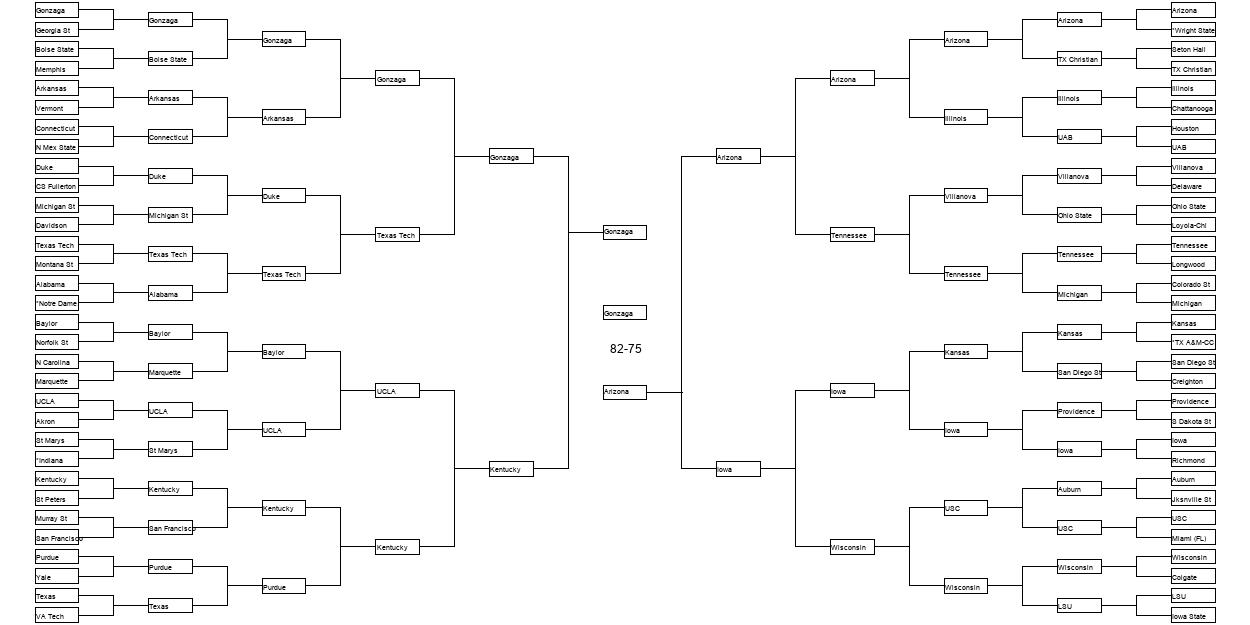 Gonzaga
Georgia St
Boise State
Memphis
Arkansas
Vermont
Connecticut
N Mex State
Duke
CS Fullerton
Michigan St
Davidson
Texas Tech
Montana St
Alabama
*Notre Dame
Baylor
Norfolk St
N Carolina
Marquette
UCLA
Akron
St Marys
*Indiana
Kentucky
St Peters
Murray St
San Francisco
Purdue
Yale
Texas
VA Tech
Gonzaga
Boise State
Arkansas
Connecticut
Duke
Michigan St
Texas Tech
Alabama
Baylor
Marquette
UCLA
St Marys
Kentucky
San Francisco
Purdue
Texas
Gonzaga
Arkansas
Duke
Texas Tech
Baylor
UCLA
Kentucky
Purdue
Gonzaga
Texas Tech
UCLA
Kentucky
Gonzaga
Kentucky
Gonzaga
Gonzaga
82-75
Arizona
Arizona
Iowa
Arizona
Tennessee
Iowa
Wisconsin
Arizona
Illinois
Villanova
Tennessee
Kansas
Iowa
USC
Wisconsin
Arizona
TX Christian
Illinois
UAB
Villanova
Ohio State
Tennessee
Michigan
Kansas
San Diego St
Providence
Iowa
Auburn
USC
Wisconsin
LSU
Arizona
*Wright State
Seton Hall
TX Christian
Illinois
Chattanooga
Houston
UAB
Villanova
Delaware
Ohio State
Loyola-Chi
Tennessee
Longwood
Colorado St
Michigan
Kansas
*TX A&M-CC
San Diego St
Creighton
Providence
S Dakota St
Iowa
Richmond
Auburn
Jksnville St
USC
Miami (FL)
Wisconsin
Colgate
LSU
Iowa State